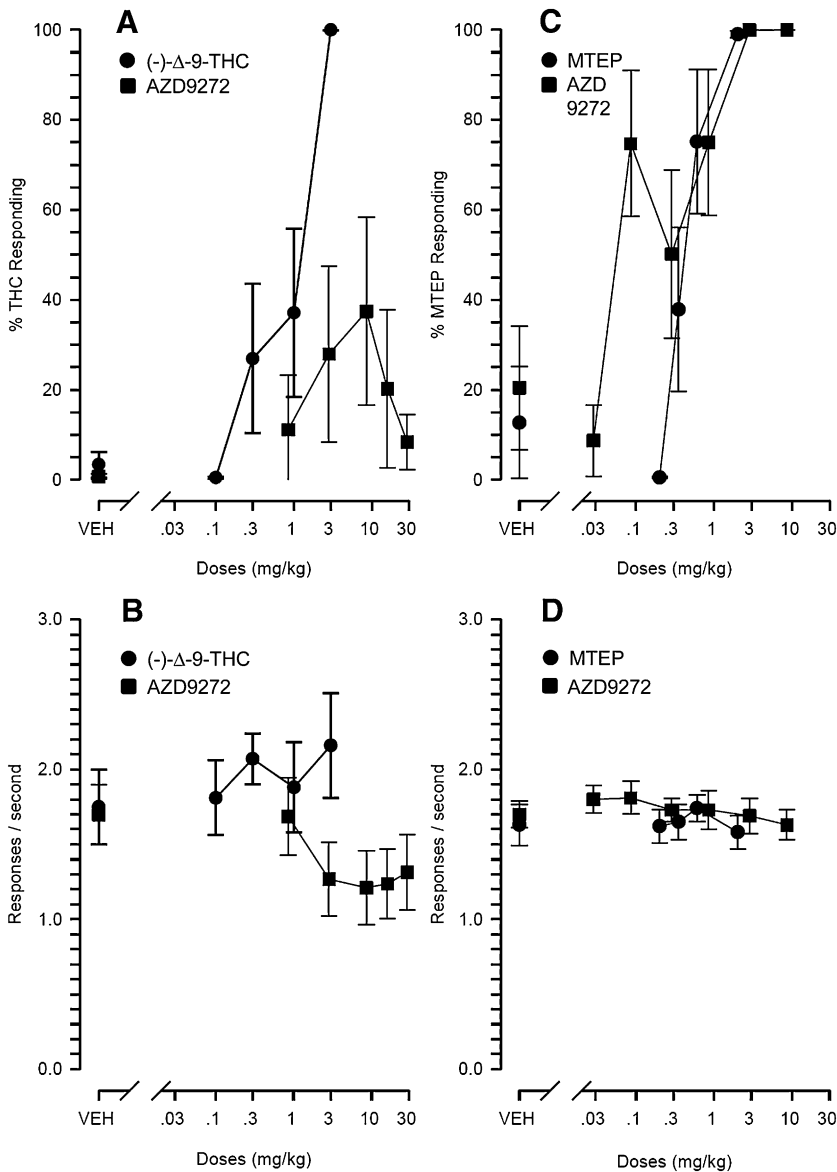 A
(-)-Δ-9-THC
AZD9272
100
80
60
40
20
0
% THC Responding
VEH .03 .1 .3 1 3 10 30
Doses (mg/kg)
C
MTEP
AZD
9272
100
80
60
40
20
0
% MTEP Responding
VEH .03 .1 .3 1 3 10 30
Doses (mg/kg)
B
(-)-Δ-9-THC
AZD9272
3.0
2.0
1.0
0.0
Responses / second
VEH .03 .1 .3 1 3 10 30
Doses (mg/kg)
D
MTEP
AZD9272
3.0
2.0
1.0
0.0
Responses / second
VEH .03 .1 .3 1 3 10 30
Doses (mg/kg)